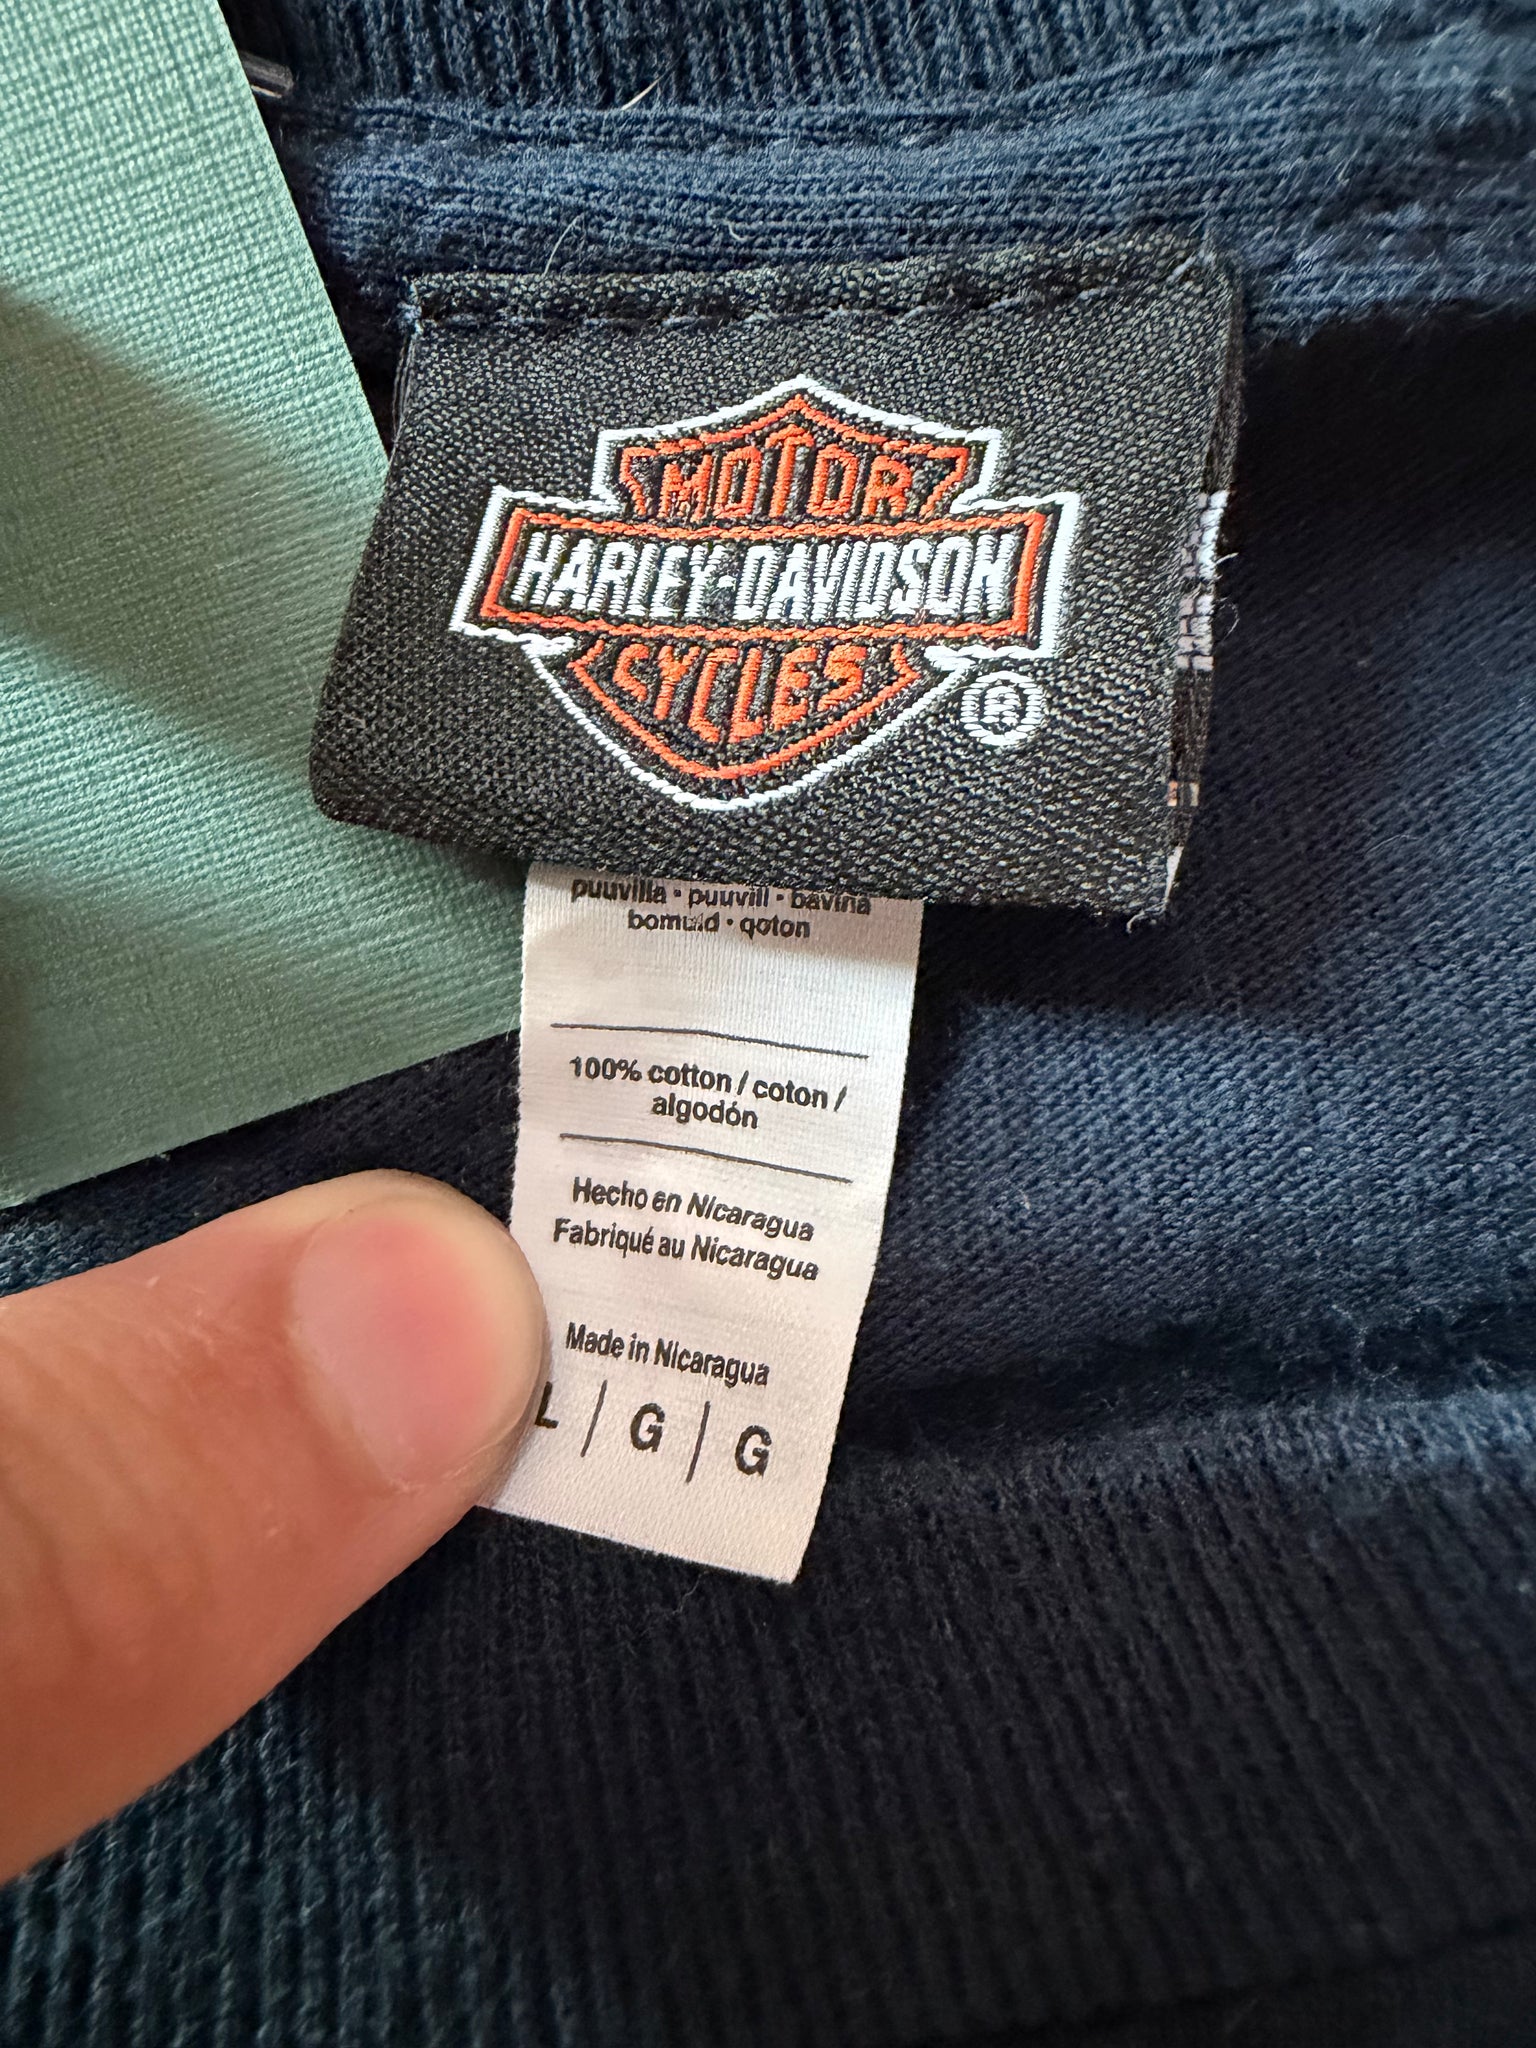 MOTOR
HARLEY-DAVIDSON
CYCLES
®
puuvilla • puuvill • bavlna
bomuld • qoton
100% cotton / coton /
algodón
Hecho en Nicaragua
Fabriqué au Nicaragua
Made in Nicaragua
L | G | G